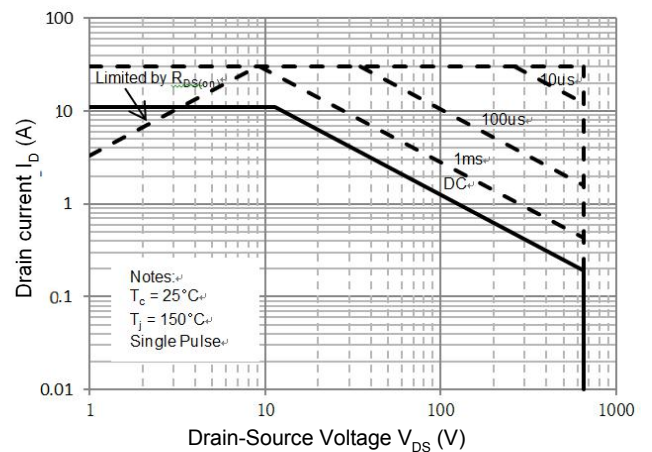 100
10
1
0.1
0.01
Drain current I_D (A)
Limited by R_DS(on)
10us
100us
1ms
DC
Notes:
T_c = 25°C
T_j = 150°C
Single Pulse
1 10 100 1000
Drain-Source Voltage V_DS (V)